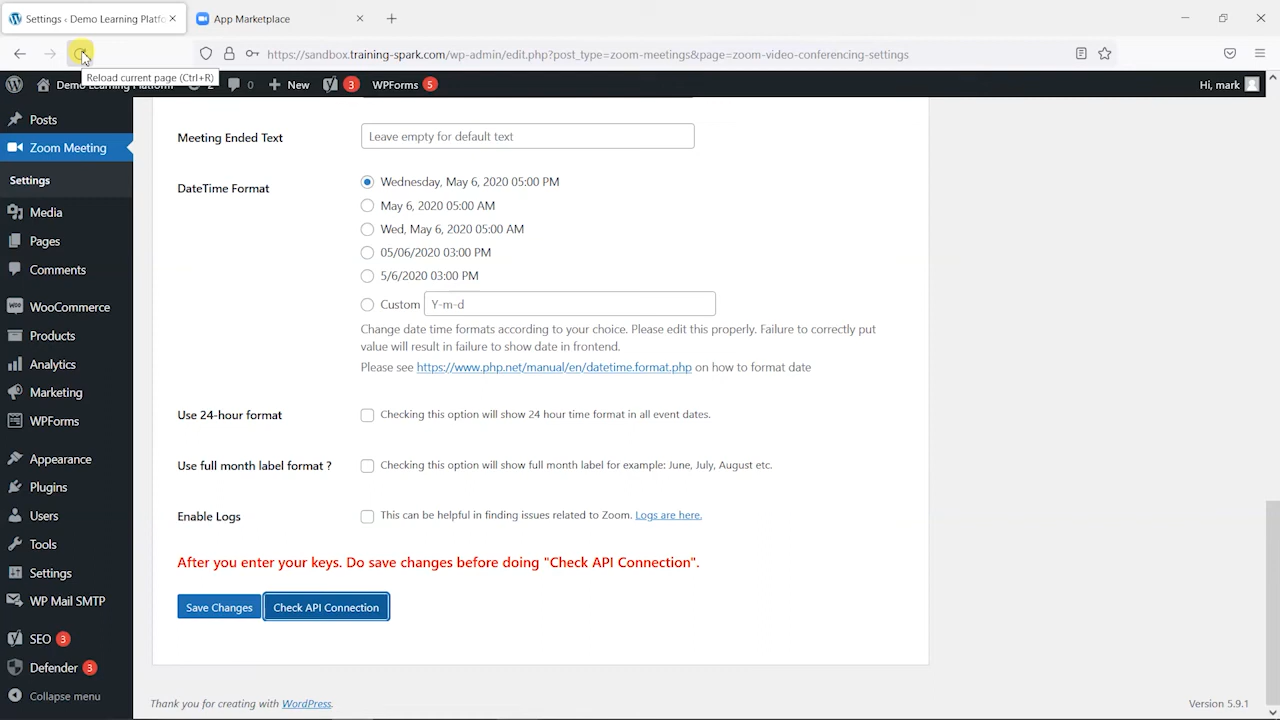 Settings ‹ Demo Learning Platfo
App Marketplace
https://sandbox.training-spark.com/wp-admin/edit.php?post_type=zoom-meetings&page=zoom-video-conferencing-settings
Reload current page (Ctrl+R)
Demo Learning Platform 2 0 New 3 WPForms 5
Hi, mark
Posts
Zoom Meeting
Settings
Media
Pages
Comments
WooCommerce
Products
Analytics
Marketing
WPForms
Appearance
Plugins
Users
Tools
Settings
WP Mail SMTP
SEO 3
Defender 3
Collapse menu
Meeting Ended Text
Leave empty for default text
DateTime Format
Wednesday, May 6, 2020 05:00 PM
May 6, 2020 05:00 AM
Wed, May 6, 2020 05:00 AM
05/06/2020 03:00 PM
5/6/2020 03:00 PM
Custom Y-m-d
Change date time formats according to your choice. Please edit this properly. Failure to correctly put
value will result in failure to show date in frontend.
Please see https://www.php.net/manual/en/datetime.format.php on how to format date
Use 24-hour format
Checking this option will show 24 hour time format in all event dates.
Use full month label format ?
Checking this option will show full month label for example: June, July, August etc.
Enable Logs
This can be helpful in finding issues related to Zoom. Logs are here.
After you enter your keys. Do save changes before doing "Check API Connection".
Save Changes
Check API Connection
Thank you for creating with WordPress.
Version 5.9.1